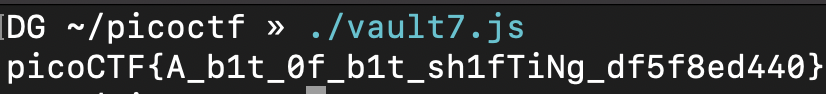 DG ~/picoctf » ./vault7.js
picoCTF{A_b1t_0f_b1t_sh1fTiNg_df5f8ed440}